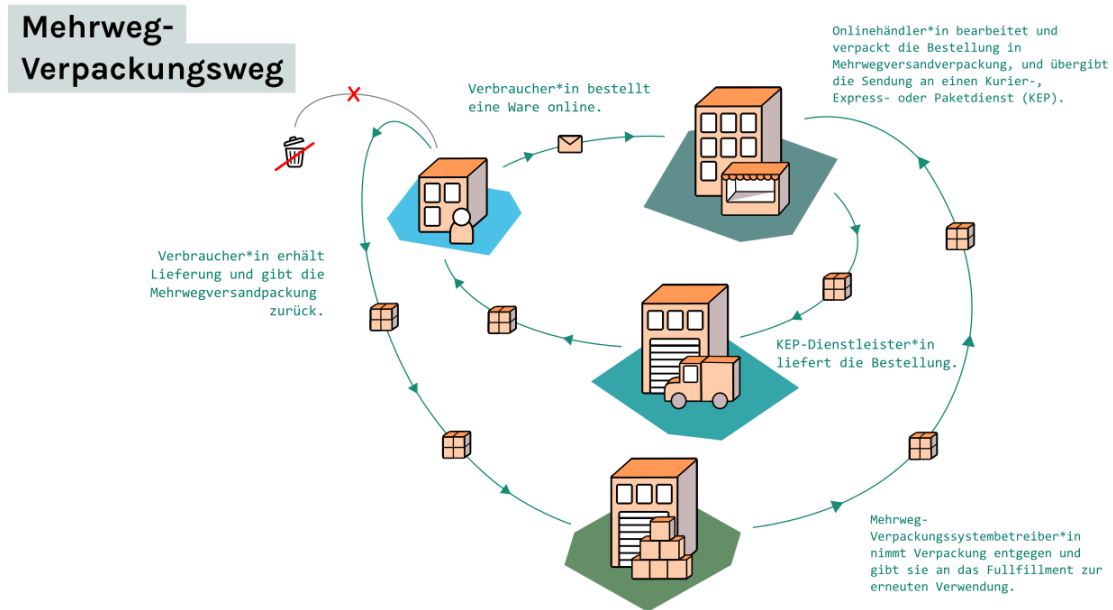 Mehrweg-
Verpackungsweg
Verbraucher*in bestellt
eine Ware online.
Onlinehändler*in bearbeitet und
verpackt die Bestellung in
Mehrwegversandverpackung, und übergibt
die Sendung an einen Kurier-,
Express- oder Paketdienst (KEP).
Verbraucher*in erhält
Lieferung und gibt die
Mehrwegversandpackung
zurück.
KEP-Dienstleister*in
liefert die Bestellung.
Mehrweg-
Verpackungssystembetreiber*in
nimmt Verpackung entgegen und
gibt sie an das Fullfillment zur
erneuten Verwendung.